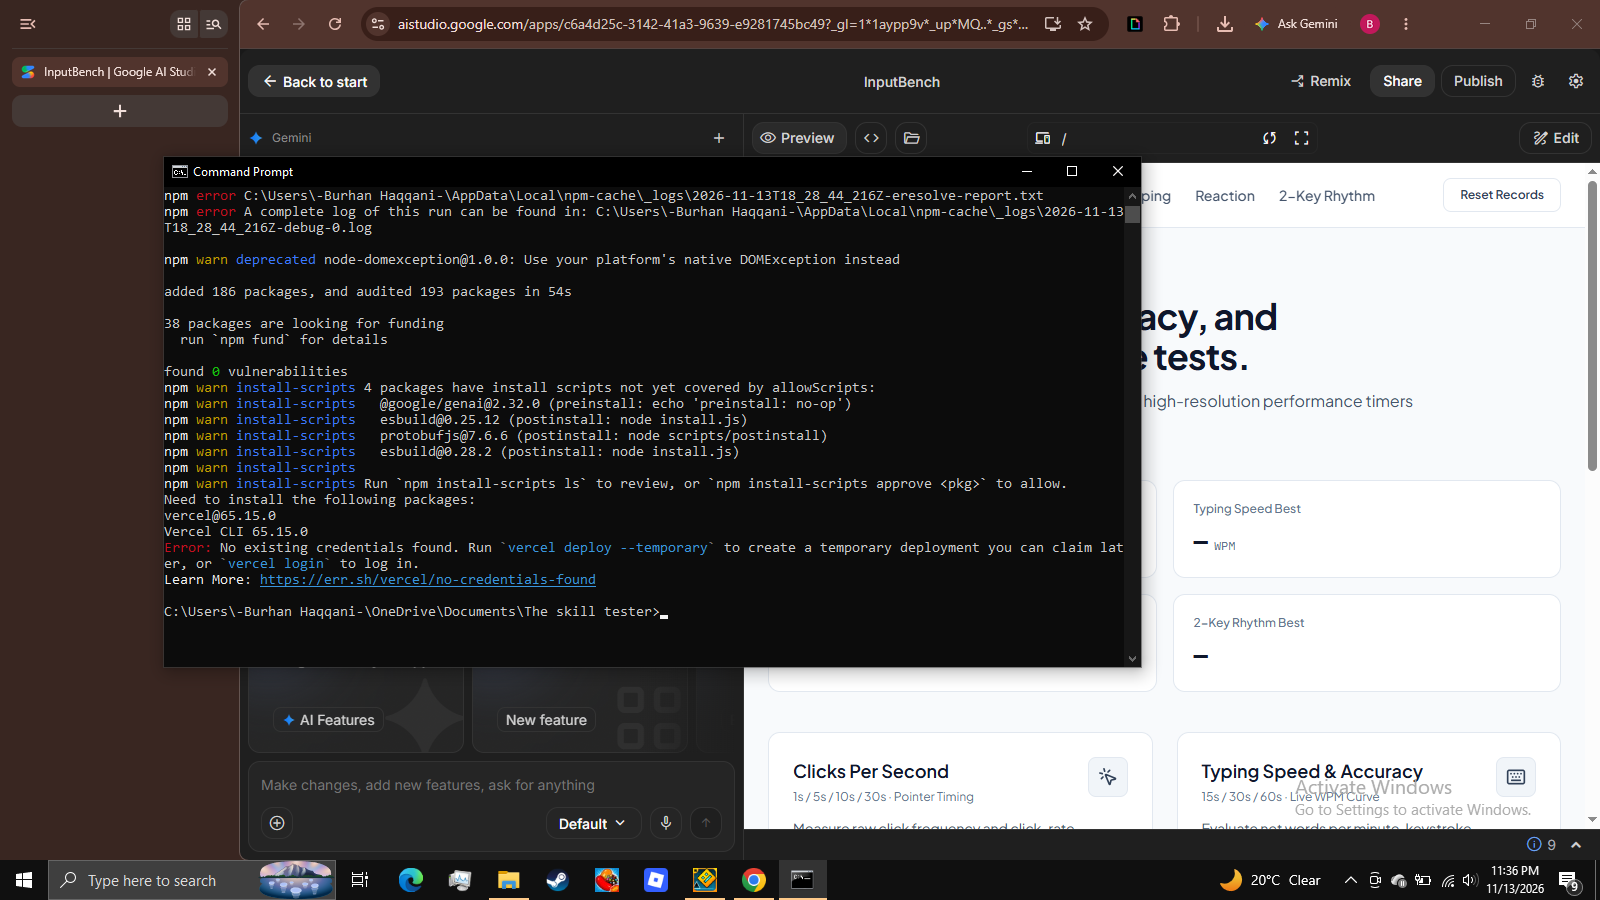 aistudio.google.com/apps/c6a4d25c-3142-41a3-9639-e9281745bc49?_gl=1*1aypp9v*_up*MQ..*_gs*...
Ask Gemini
B
InputBench | Google AI Stud
Back to start
InputBench
Remix
Share
Publish
Gemini
Preview
/
Edit
Command Prompt
npm error C:\Users\-Burhan Haqqani-\AppData\Local\npm-cache\_logs\2026-11-13T18_28_44_216Z-eresolve-report.txt
npm error A complete log of this run can be found in: C:\Users\-Burhan Haqqani-\AppData\Local\npm-cache\_logs\2026-11-13
T18_28_44_216Z-debug-0.log
npm warn deprecated node-domexception@1.0.0: Use your platform's native DOMException instead
added 186 packages, and audited 193 packages in 54s
38 packages are looking for funding
run `npm fund` for details
found 0 vulnerabilities
npm warn install-scripts 4 packages have install scripts not yet covered by allowScripts:
npm warn install-scripts   @google/genai@2.32.0 (preinstall: echo 'preinstall: no-op')
npm warn install-scripts   esbuild@0.25.12 (postinstall: node install.js)
npm warn install-scripts   protobufjs@7.6.6 (postinstall: node scripts/postinstall)
npm warn install-scripts   esbuild@0.28.2 (postinstall: node install.js)
npm warn install-scripts
npm warn install-scripts Run `npm install-scripts ls` to review, or `npm install-scripts approve <pkg>` to allow.
Need to install the following packages:
vercel@65.15.0
Vercel CLI 65.15.0
Error: No existing credentials found. Run `vercel deploy --temporary` to create a temporary deployment you can claim lat
er, or `vercel login` to log in.
Learn More: https://err.sh/vercel/no-credentials-found
C:\Users\-Burhan Haqqani-\OneDrive\Documents\The skill tester>
ping
Reaction
2-Key Rhythm
Reset Records
acy, and
e tests.
high-resolution performance timers
Typing Speed Best
— WPM
2-Key Rhythm Best
—
AI Features
New feature
Make changes, add new features, ask for anything
Default
Clicks Per Second
1s / 5s / 10s / 30s · Pointer Timing
Measure raw click frequency and click-rate
Typing Speed & Accuracy
15s / 30s / 60s · Live WPM Curve
Evaluate net words per minute, keystroke
Activate Windows
Go to Settings to activate Windows.
9
Type here to search
20°C Clear
11:36 PM
11/13/2026
9